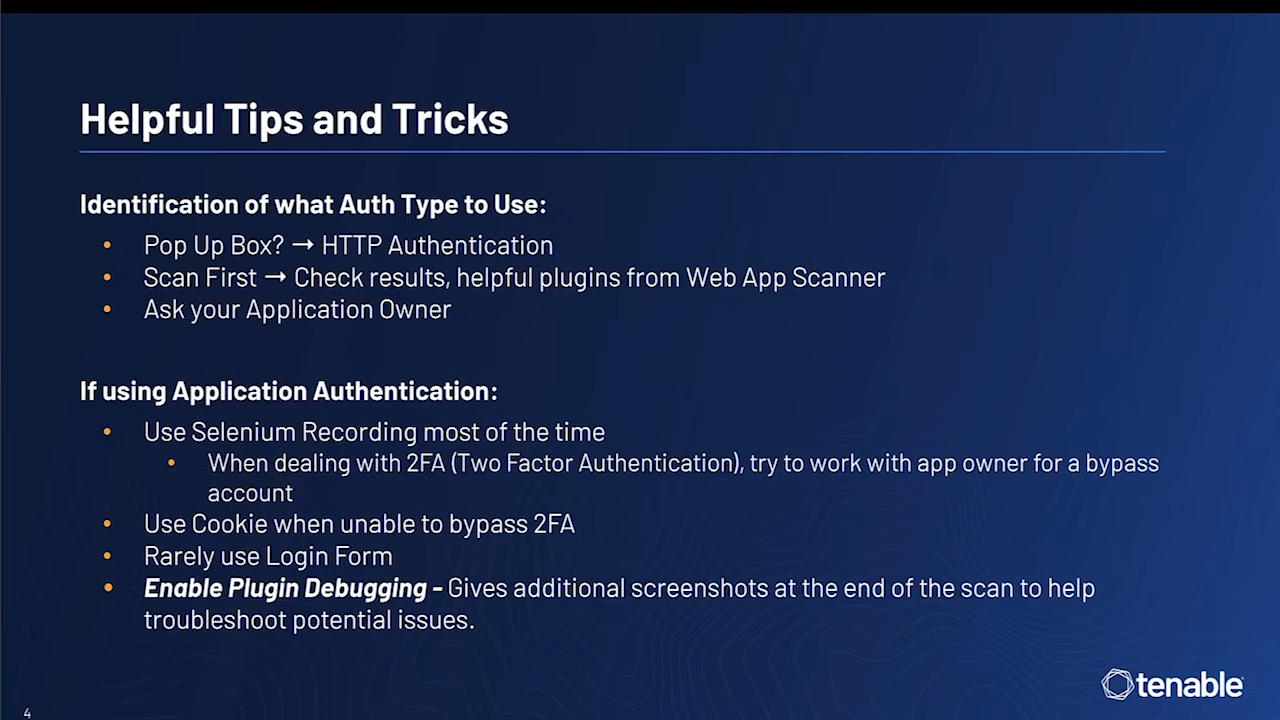 Helpful Tips and Tricks
Identification of what Auth Type to Use:
• Pop Up Box? → HTTP Authentication
• Scan First → Check results, helpful plugins from Web App Scanner
• Ask your Application Owner
If using Application Authentication:
• Use Selenium Recording most of the time
• When dealing with 2FA (Two Factor Authentication), try to work with app owner for a bypass
account
• Use Cookie when unable to bypass 2FA
• Rarely use Login Form
• Enable Plugin Debugging - Gives additional screenshots at the end of the scan to help
troubleshoot potential issues.
tenable
4